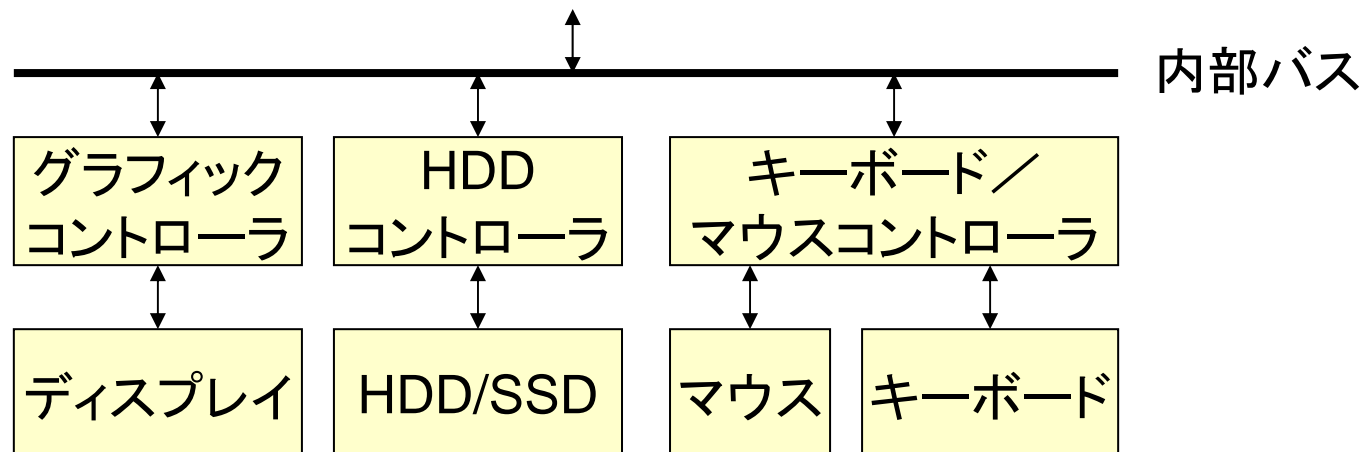 内部バス
グラフィック
コントローラ
HDD
コントローラ
キーボード／
マウスコントローラ
ディスプレイ
HDD/SSD
マウス
キーボード